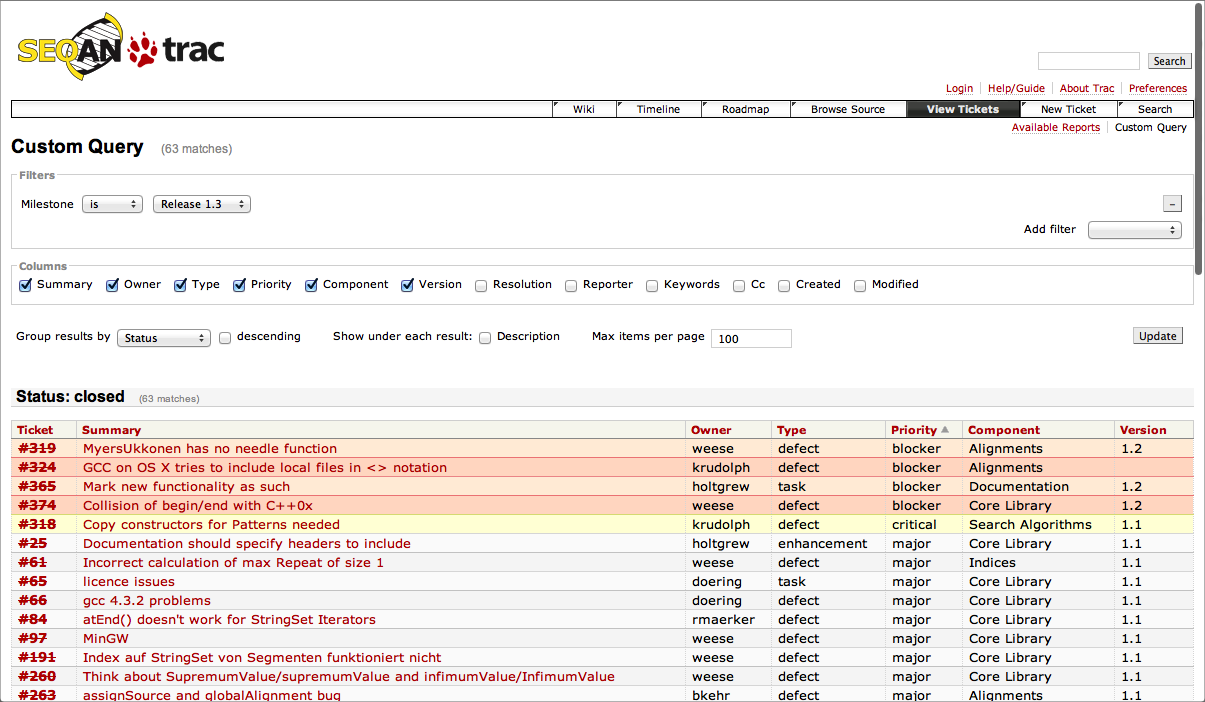 SEQAN trac
Search
Login Help/Guide About Trac Preferences
Wiki Timeline Roadmap Browse Source View Tickets New Ticket Search
Available Reports Custom Query
Custom Query (63 matches)
Filters
Milestone is Release 1.3 –
Add filter
Columns
Summary Owner Type Priority Component Version Resolution Reporter Keywords Cc Created Modified
Group results by Status descending Show under each result: Description Max items per page 100 Update
Status: closed (63 matches)
Ticket Summary Owner Type Priority Component Version
#319 MyersUkkonen has no needle function weese defect blocker Alignments 1.2
#324 GCC on OS X tries to include local files in <> notation krudolph defect blocker Alignments
#365 Mark new functionality as such holtgrew task blocker Documentation 1.2
#374 Collision of begin/end with C++0x weese defect blocker Core Library 1.2
#318 Copy constructors for Patterns needed krudolph defect critical Search Algorithms 1.1
#25 Documentation should specify headers to include holtgrew enhancement major Core Library 1.1
#61 Incorrect calculation of max Repeat of size 1 weese defect major Indices 1.1
#65 licence issues doering task major Core Library 1.1
#66 gcc 4.3.2 problems doering defect major Core Library 1.1
#84 atEnd() doesn't work for StringSet Iterators rmaerker defect major Core Library 1.1
#97 MinGW weese defect major Core Library 1.1
#191 Index auf StringSet von Segmenten funktioniert nicht weese defect major Core Library 1.1
#260 Think about SupremumValue/supremumValue and infimumValue/InfimumValue weese defect major Core Library 1.1
#263 assignSource and globalAlignment bug bkehr defect major Alignments 1.1